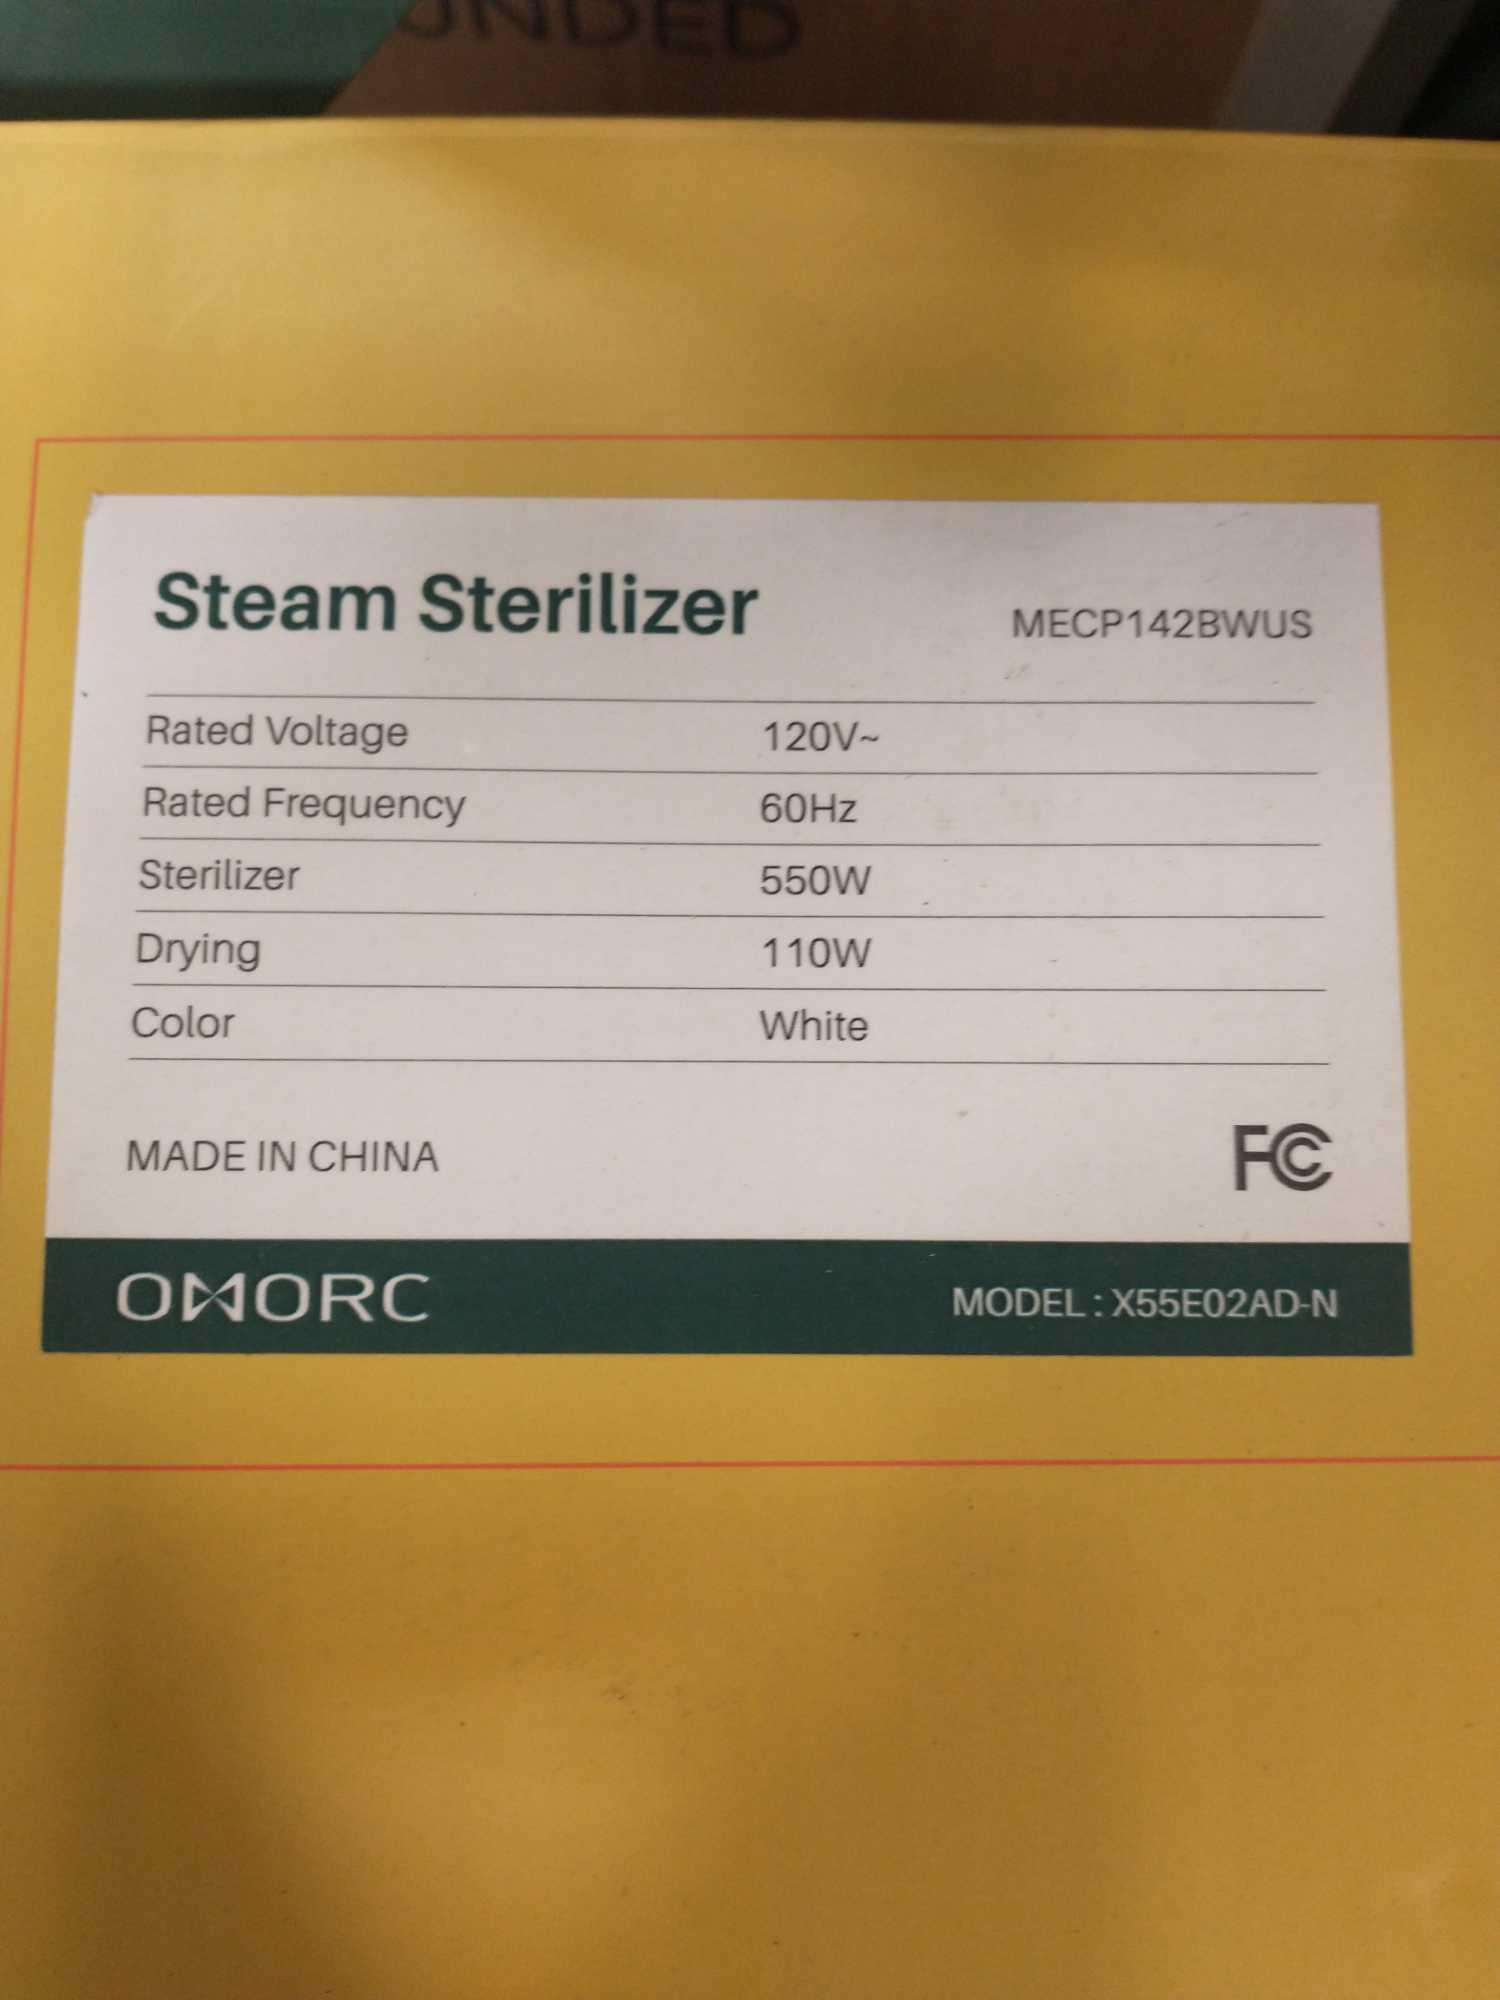 Steam Sterilizer MECP142BWUS
Rated Voltage 120V~
Rated Frequency 60Hz
Sterilizer 550W
Drying 110W
Color White
MADE IN CHINA FC
OMORC MODEL : X55E02AD-N